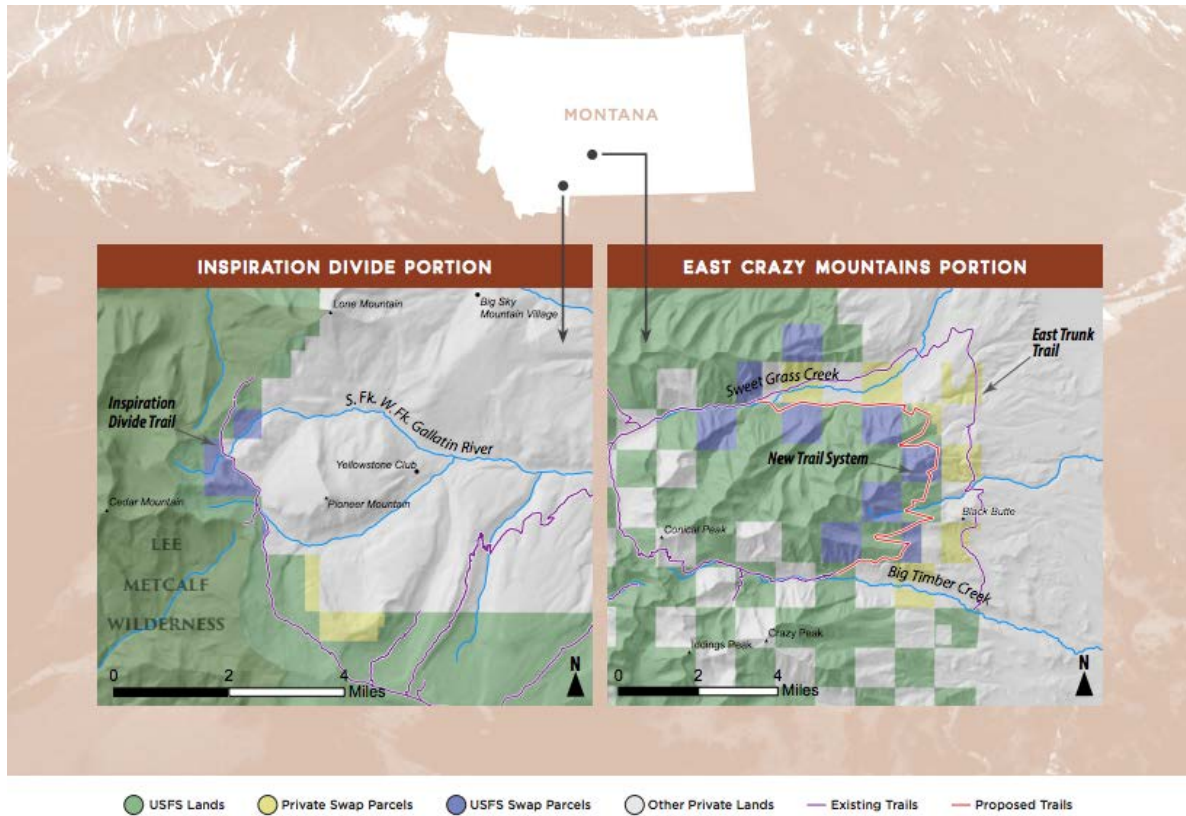 MONTANA
INSPIRATION DIVIDE PORTION
Lone Mountain
Big Sky
Mountain Village
Inspiration
Divide Trail
S. Fk. W. Fk. Gallatin River
Yellowstone Club
Cedar Mountain
Pioneer Mountain
LEE
METCALF
WILDERNESS
0 2 4
Miles
N
EAST CRAZY MOUNTAINS PORTION
East Trunk
Trail
Sweet Grass Creek
New Trail System
Black Butte
Conical Peak
Big Timber Creek
Crazy Peak
Iddings Peak
0 2 4
Miles
N
USFS Lands
Private Swap Parcels
USFS Swap Parcels
Other Private Lands
Existing Trails
Proposed Trails